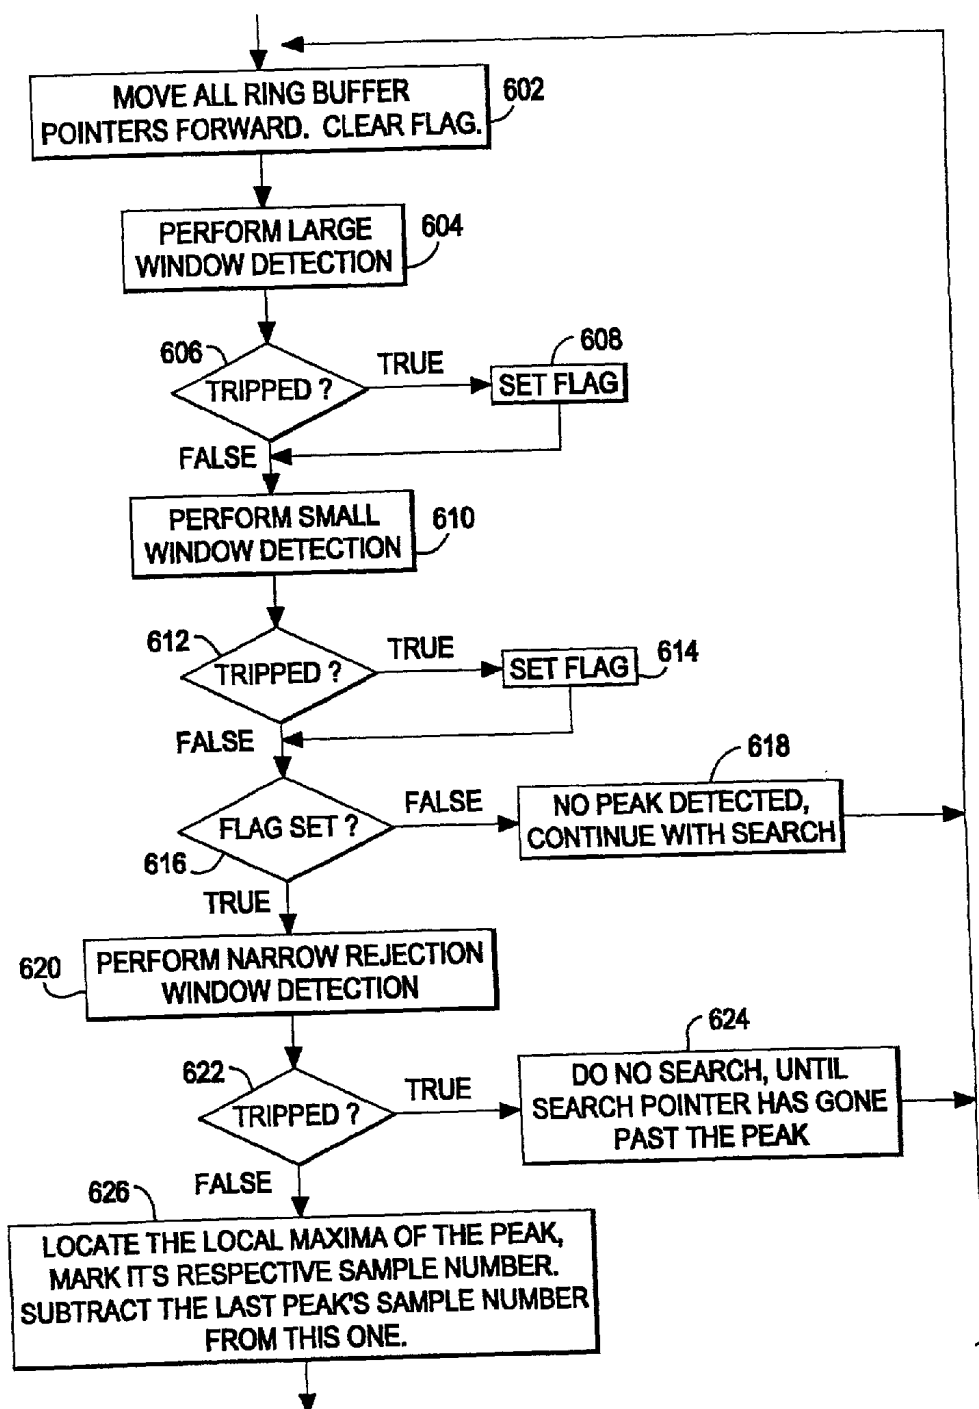 MOVE ALL RING BUFFER
POINTERS FORWARD. CLEAR FLAG.
602
PERFORM LARGE
WINDOW DETECTION
604
606
TRIPPED ?
TRUE
608
SET FLAG
FALSE
PERFORM SMALL
WINDOW DETECTION
610
612
TRIPPED ?
TRUE
SET FLAG
614
FALSE
FLAG SET ?
616
FALSE
618
NO PEAK DETECTED,
CONTINUE WITH SEARCH
TRUE
620
PERFORM NARROW REJECTION
WINDOW DETECTION
622
TRIPPED ?
TRUE
624
DO NO SEARCH, UNTIL
SEARCH POINTER HAS GONE
PAST THE PEAK
FALSE
626
LOCATE THE LOCAL MAXIMA OF THE PEAK,
MARK IT'S RESPECTIVE SAMPLE NUMBER.
SUBTRACT THE LAST PEAK'S SAMPLE NUMBER
FROM THIS ONE.